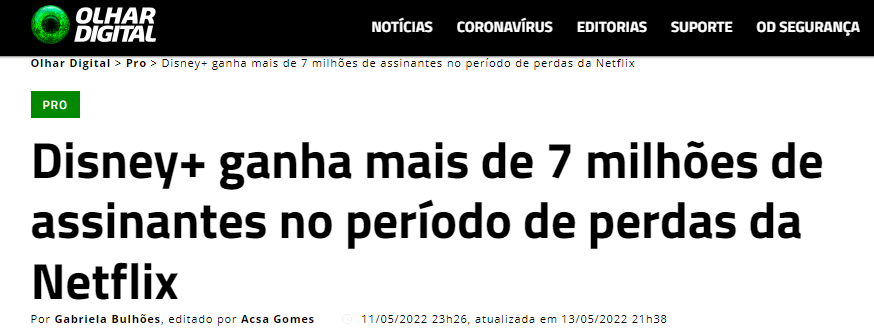 OLHAR DIGITAL
NOTÍCIAS CORONAVÍRUS EDITORIAS SUPORTE OD SEGURANÇA
Olhar Digital > Pro > Disney+ ganha mais de 7 milhões de assinantes no período de perdas da Netflix
PRO
Disney+ ganha mais de 7 milhões de
assinantes no período de perdas da
Netflix
Por Gabriela Bulhões, editado por Acsa Gomes 11/05/2022 23h26, atualizada em 13/05/2022 21h38